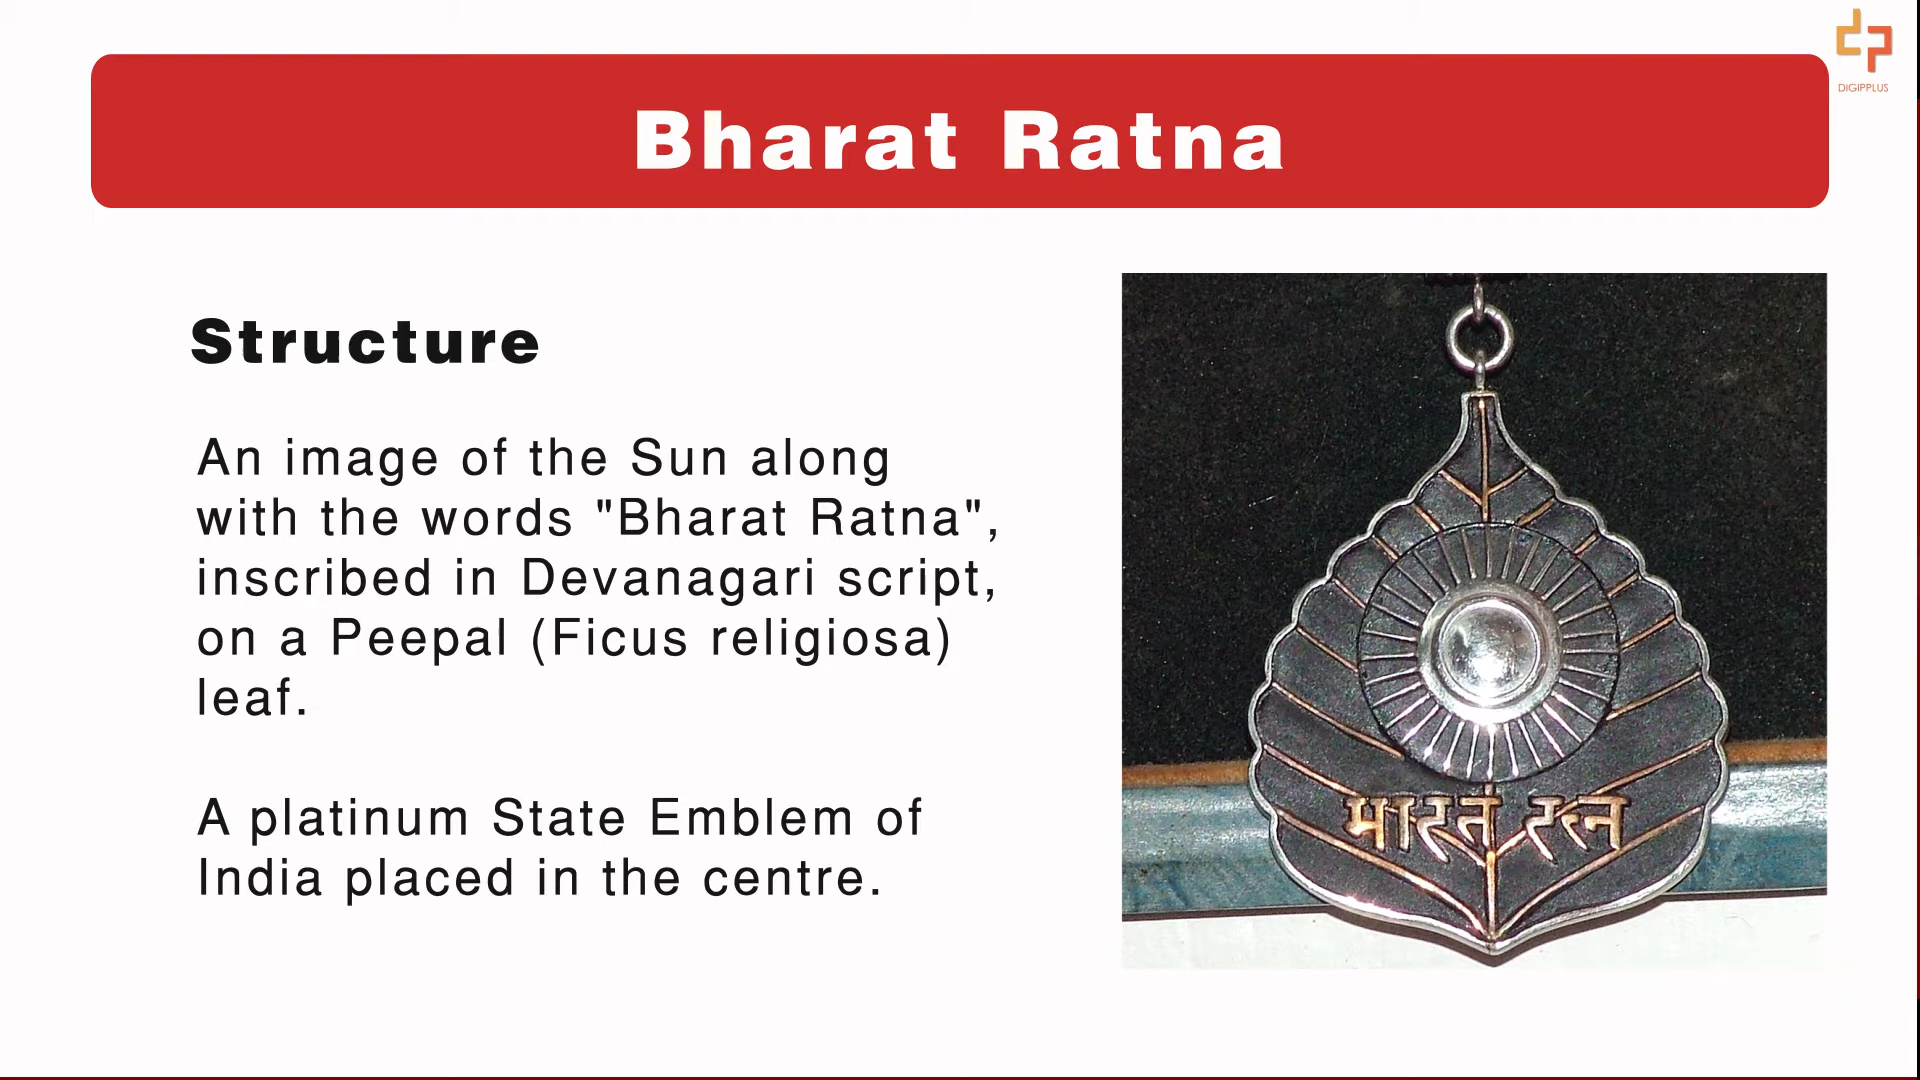 DIGIPPLUS
Bharat Ratna
Structure
An image of the Sun along
with the words "Bharat Ratna",
inscribed in Devanagari script,
on a Peepal (Ficus religiosa)
leaf.
A platinum State Emblem of
India placed in the centre.
भारत रत्न